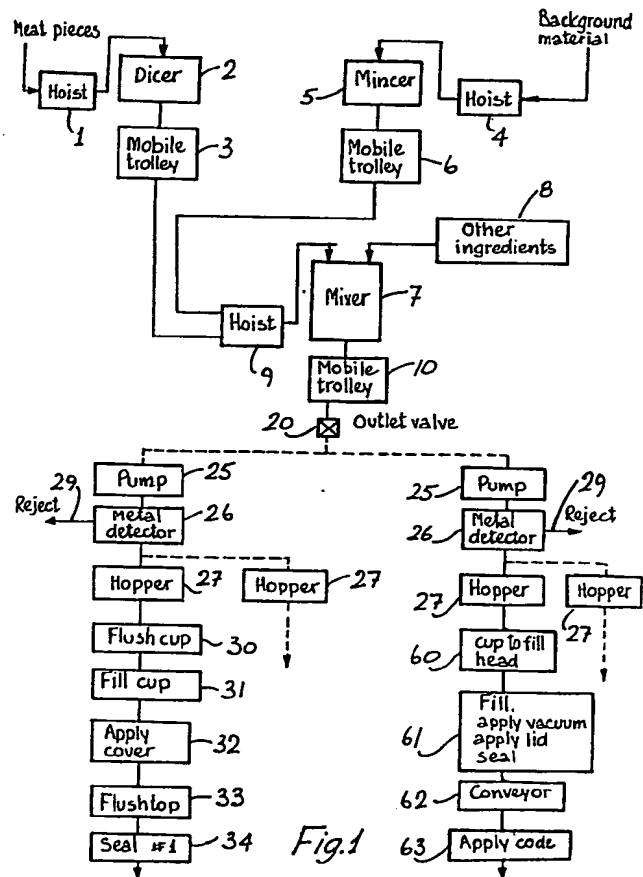 Meat pieces
Hoist
1
Dicer
2
Mobile
trolley
3
Background
material
Mincer
5
Hoist
4
Mobile
trolley
6
8
Other
ingredients
Mixer
7
Hoist
9
Mobile
trolley
10
20
Outlet valve
Pump
25
29
Reject
Metal
detector
26
Hopper
27
Hopper
27
Flush cup
30
Fill cup
31
Apply
cover
32
Flush top
33
Seal #1
34
25
Pump
29
26
Metal
detector
Reject
27
Hopper
Hopper
27
60
cup to fill
head
61
Fill.
apply vacuum
apply lid
seal
62
Conveyor
63
Apply code
Fig.1